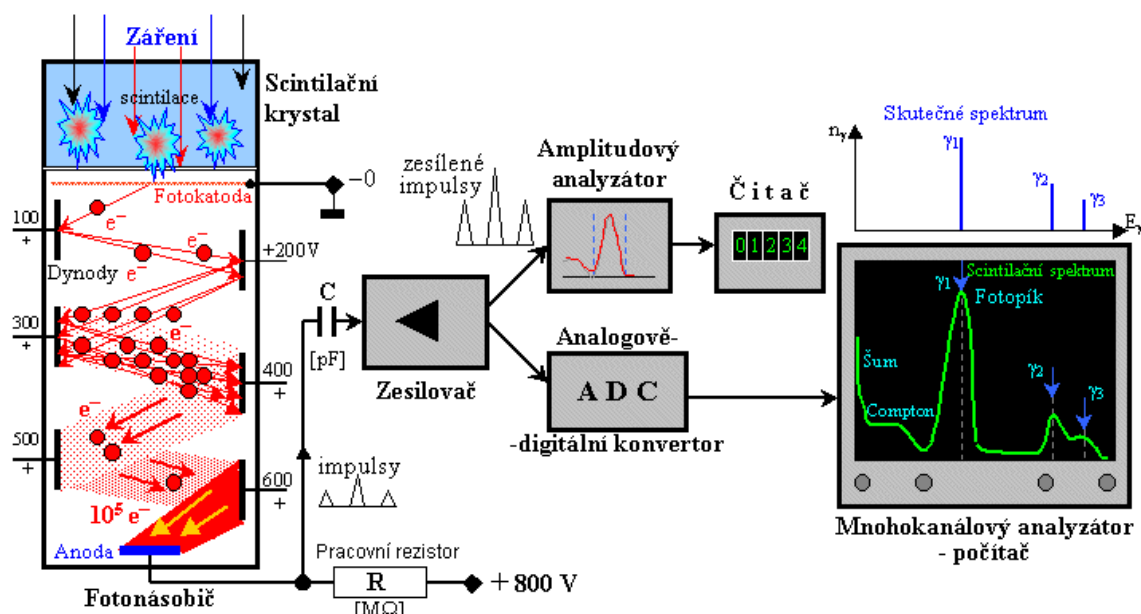 Záření
scintilace
Scintilační
krystal
Fotokatoda
−0
100
+
e⁻
e⁻
e⁻
+200V
Dynody
300
+
e⁻
400
+
e⁻
500
+
600
+
10⁵ e⁻
Anoda
Fotonásobič
impulsy
Pracovní rezistor
R
[MΩ]
+ 800 V
C
[pF]
Zesilovač
zesílené
impulsy
Amplitudový
analyzátor
Čitač
01234
Analogově-
ADC
-digitální konvertor
Skutečné spektrum
nγ
γ1
γ2
γ3
Eγ
Scintilační spektrum
γ1
Fotopík
Šum
Compton
γ2
γ3
Mnohokanálový analyzátor
- počítač